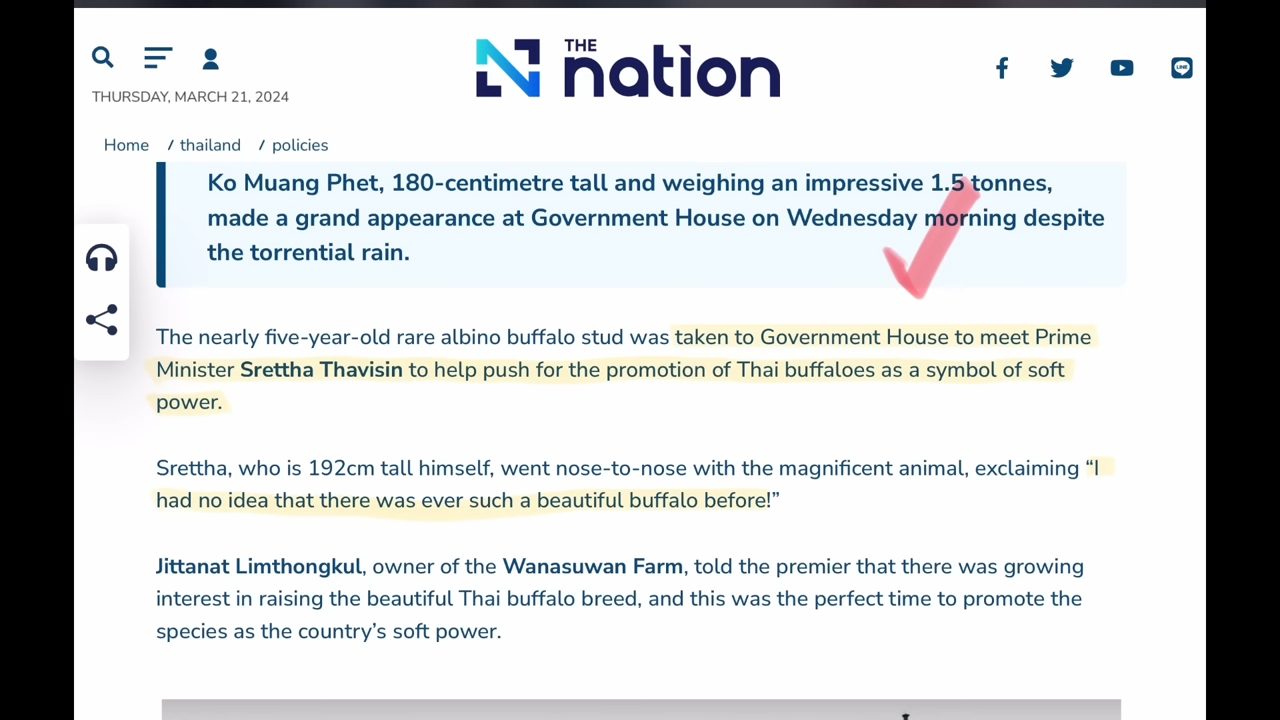 THE
nation
THURSDAY, MARCH 21, 2024
Home / thailand / policies
Ko Muang Phet, 180-centimetre tall and weighing an impressive 1.5 tonnes,
made a grand appearance at Government House on Wednesday morning despite
the torrential rain.
The nearly five-year-old rare albino buffalo stud was taken to Government House to meet Prime
Minister Srettha Thavisin to help push for the promotion of Thai buffaloes as a symbol of soft
power.
Srettha, who is 192cm tall himself, went nose-to-nose with the magnificent animal, exclaiming “I
had no idea that there was ever such a beautiful buffalo before!”
Jittanat Limthongkul, owner of the Wanasuwan Farm, told the premier that there was growing
interest in raising the beautiful Thai buffalo breed, and this was the perfect time to promote the
species as the country’s soft power.